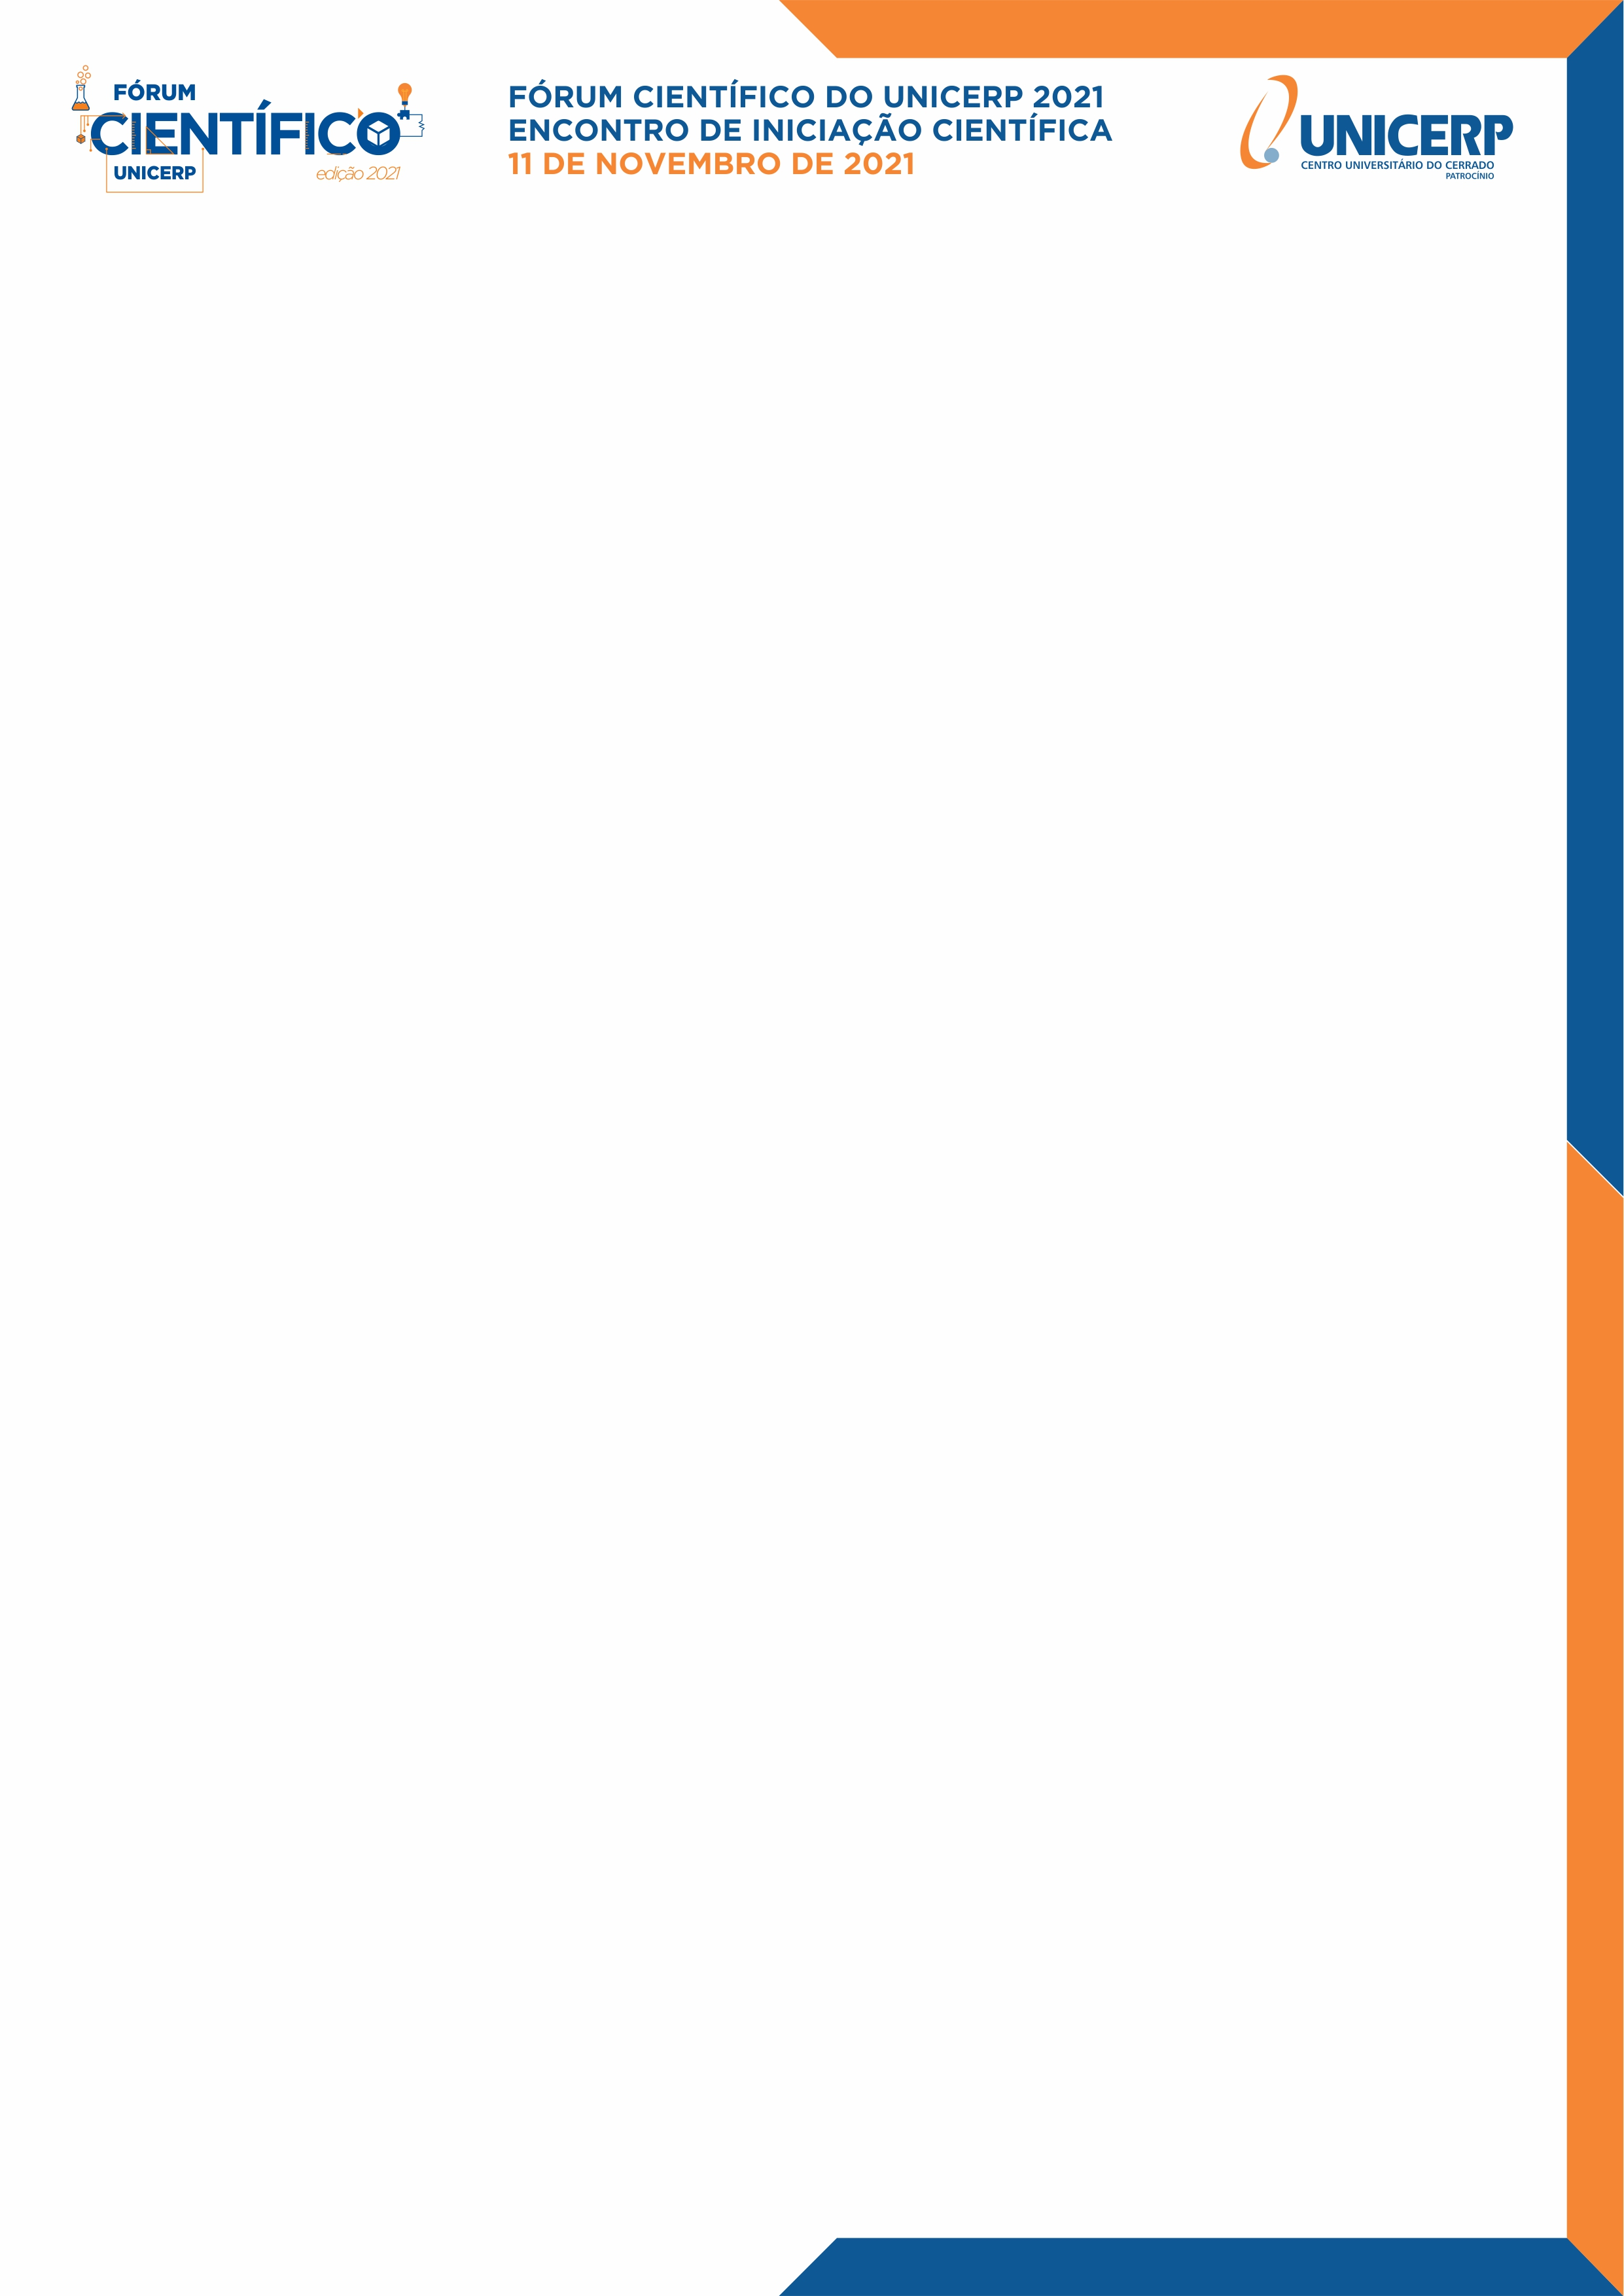 FÓRUM
CIENTÍFICO
UNICERP
edição 2021
FÓRUM CIENTÍFICO DO UNICERP 2021
ENCONTRO DE INICIAÇÃO CIENTÍFICA
11 DE NOVEMBRO DE 2021
UNICERP
CENTRO UNIVERSITÁRIO DO CERRADO
PATROCÍNIO